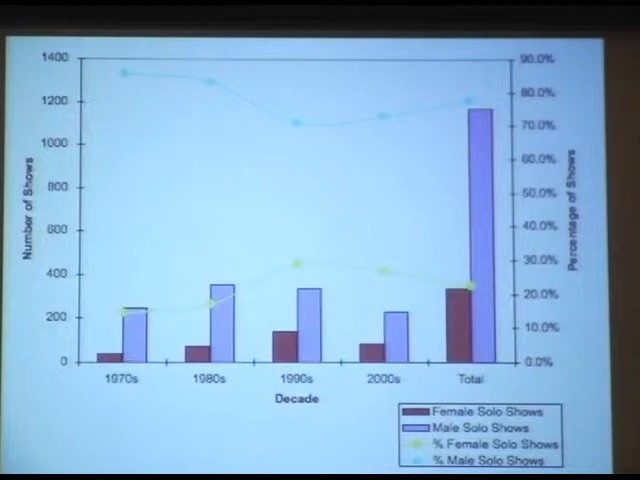 1400
1200
1000
800
600
400
200
0
Number of Shows
90.0%
80.0%
70.0%
60.0%
50.0%
40.0%
30.0%
20.0%
10.0%
0.0%
Percentage of Shows
1970s 1980s 1990s 2000s Total
Decade
Female Solo Shows
Male Solo Shows
% Female Solo Shows
% Male Solo Shows